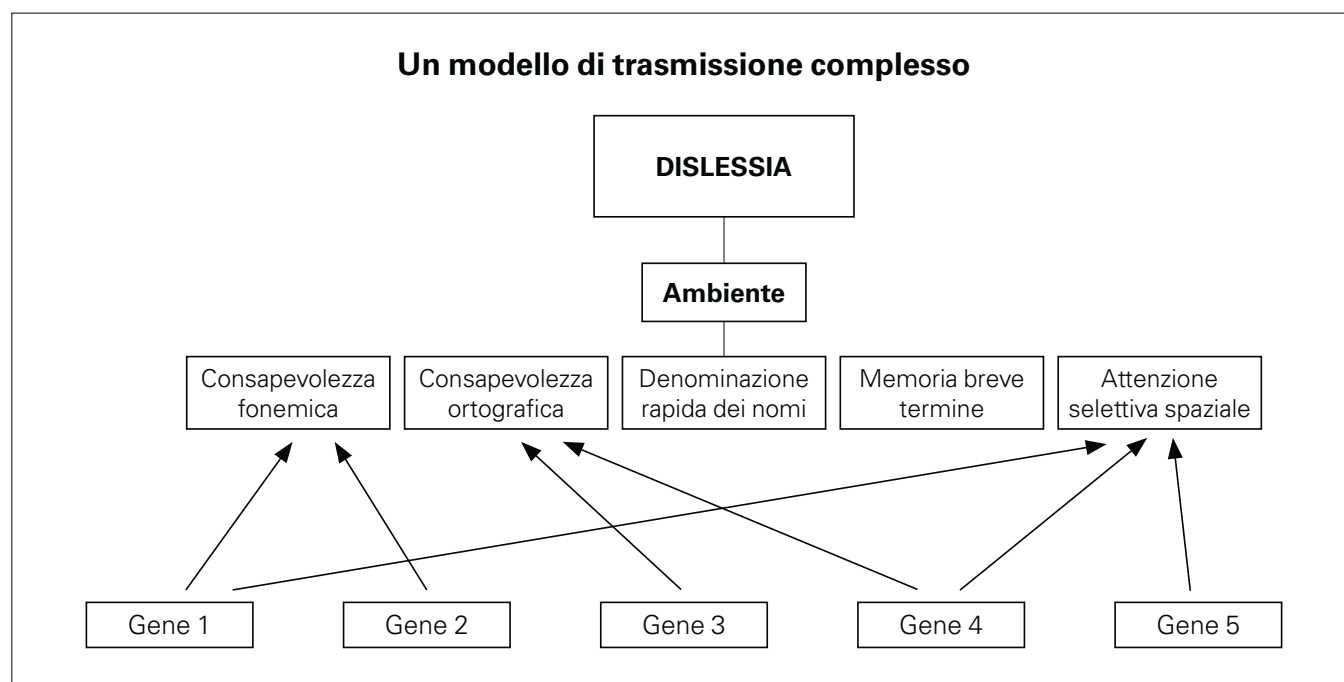 Un modello di trasmissione complesso
DISLESSIA
Ambiente
Consapevolezza
fonemica
Consapevolezza
ortografica
Denominazione
rapida dei nomi
Memoria breve
termine
Attenzione
selettiva spaziale
Gene 1
Gene 2
Gene 3
Gene 4
Gene 5